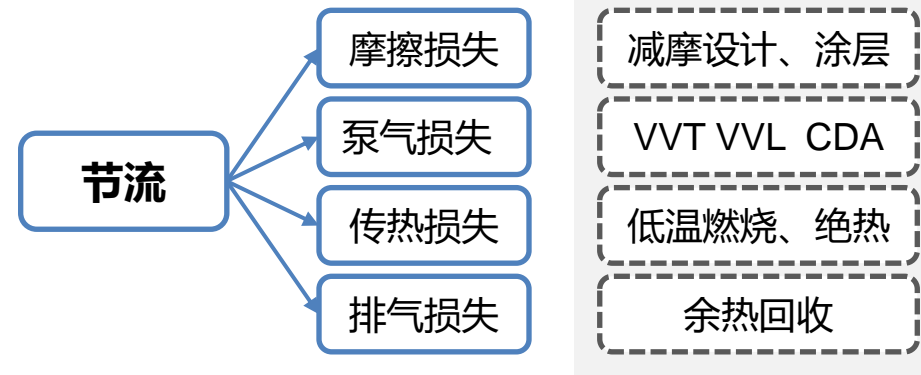 摩擦损失
减摩设计、涂层
泵气损失
VVT VVL CDA
节流
传热损失
低温燃烧、绝热
排气损失
余热回收